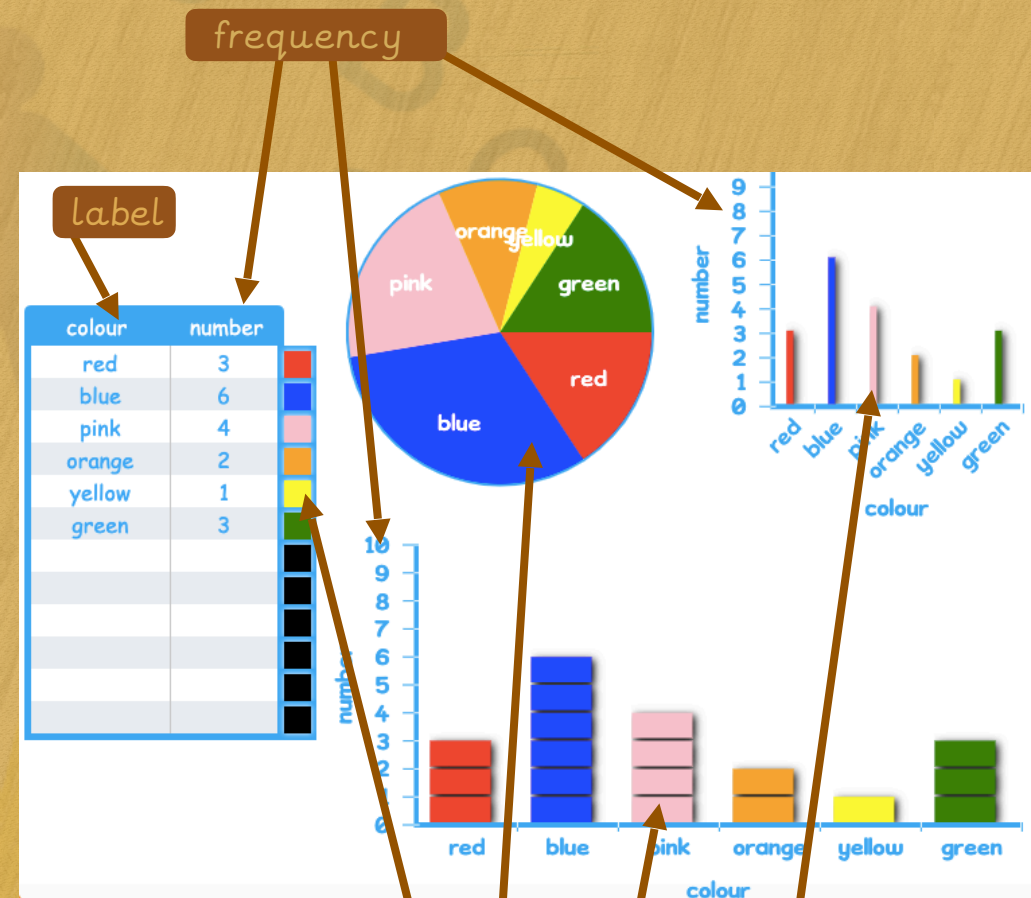 frequency
label
colour number
red 3
blue 6
pink 4
orange 2
yellow 1
green 3
orange
yellow
pink
green
red
blue
9
8
7
6
5
4
3
2
1
0
number
red
blue
pink
orange
yellow
green
colour
10
9
8
7
6
5
4
3
2
1
0
number
red
blue
pink
orange
yellow
green
colour